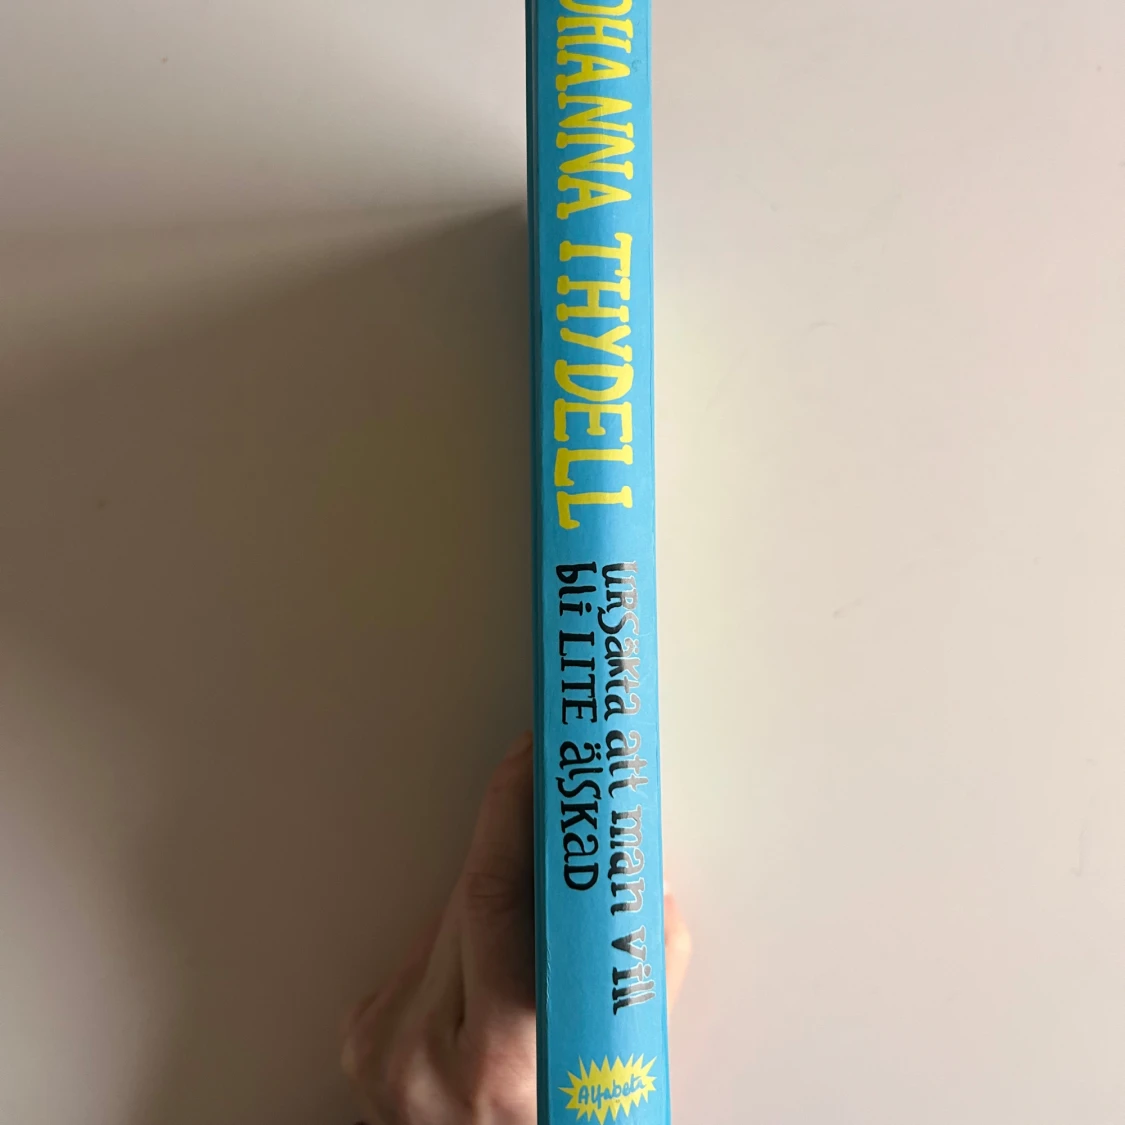 OHANNA THYDELL
URSäkta att man vill
bli LITE älSKaD
Alfabeta